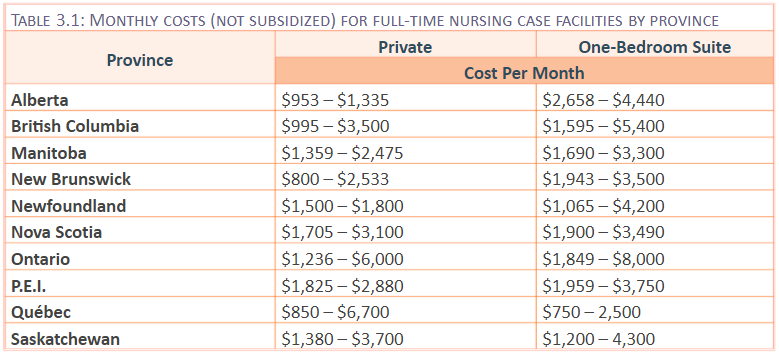 TABLE 3.1: MONTHLY COSTS (NOT SUBSIDIZED) FOR FULL-TIME NURSING CASE FACILITIES BY PROVINCE
Province Private One-Bedroom Suite
Cost Per Month
Alberta $953 – $1,335 $2,658 – $4,440
British Columbia $995 – $3,500 $1,595 – $5,400
Manitoba $1,359 – $2,475 $1,690 – $3,300
New Brunswick $800 – $2,533 $1,943 – $3,500
Newfoundland $1,500 – $1,800 $1,065 – $4,200
Nova Scotia $1,705 – $3,100 $1,900 – $3,490
Ontario $1,236 – $6,000 $1,849 – $8,000
P.E.I. $1,825 – $2,880 $1,959 – $3,750
Québec $850 – $6,700 $750 – 2,500
Saskatchewan $1,380 – $3,700 $1,200 – 4,300